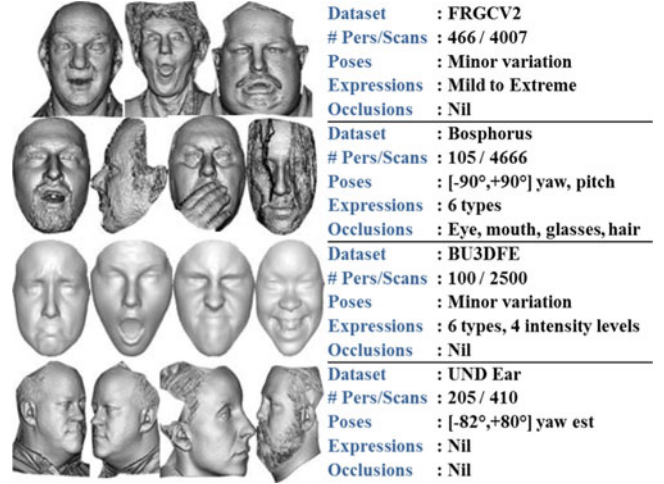 Dataset : FRGCV2
# Pers/Scans : 466 / 4007
Poses : Minor variation
Expressions : Mild to Extreme
Occlusions : Nil
Dataset : Bosphorus
# Pers/Scans : 105 / 4666
Poses : [-90°,+90°] yaw, pitch
Expressions : 6 types
Occlusions : Eye, mouth, glasses, hair
Dataset : BU3DFE
# Pers/Scans : 100 / 2500
Poses : Minor variation
Expressions : 6 types, 4 intensity levels
Occlusions : Nil
Dataset : UND Ear
# Pers/Scans : 205 / 410
Poses : [-82°,+80°] yaw est
Expressions : Nil
Occlusions : Nil